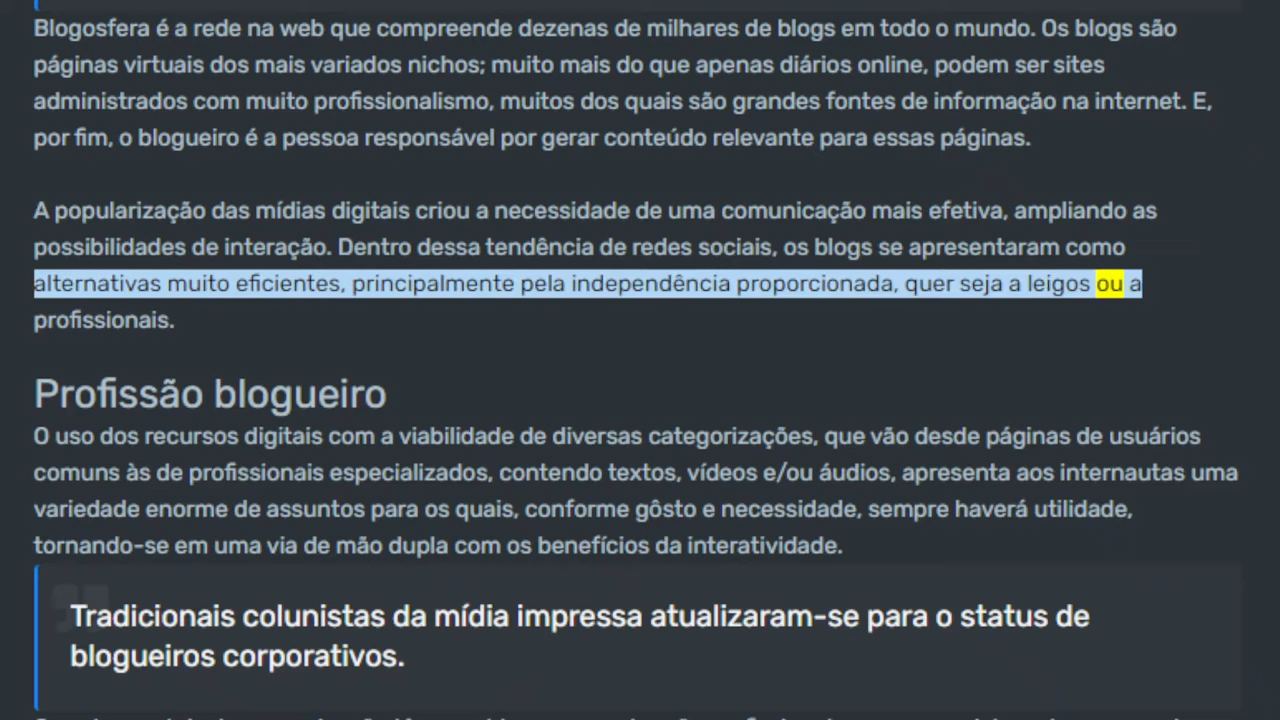 Blogosfera é a rede na web que compreende dezenas de milhares de blogs em todo o mundo. Os blogs são
páginas virtuais dos mais variados nichos; muito mais do que apenas diários online, podem ser sites
administrados com muito profissionalismo, muitos dos quais são grandes fontes de informação na internet. E,
por fim, o blogueiro é a pessoa responsável por gerar conteúdo relevante para essas páginas.
A popularização das mídias digitais criou a necessidade de uma comunicação mais efetiva, ampliando as
possibilidades de interação. Dentro dessa tendência de redes sociais, os blogs se apresentaram como
alternativas muito eficientes, principalmente pela independência proporcionada, quer seja a leigos ou a
profissionais.
Profissão blogueiro
O uso dos recursos digitais com a viabilidade de diversas categorizações, que vão desde páginas de usuários
comuns às de profissionais especializados, contendo textos, vídeos e/ou áudios, apresenta aos internautas uma
variedade enorme de assuntos para os quais, conforme gôsto e necessidade, sempre haverá utilidade,
tornando-se em uma via de mão dupla com os benefícios da interatividade.
Tradicionais colunistas da mídia impressa atualizaram-se para o status de
blogueiros corporativos.